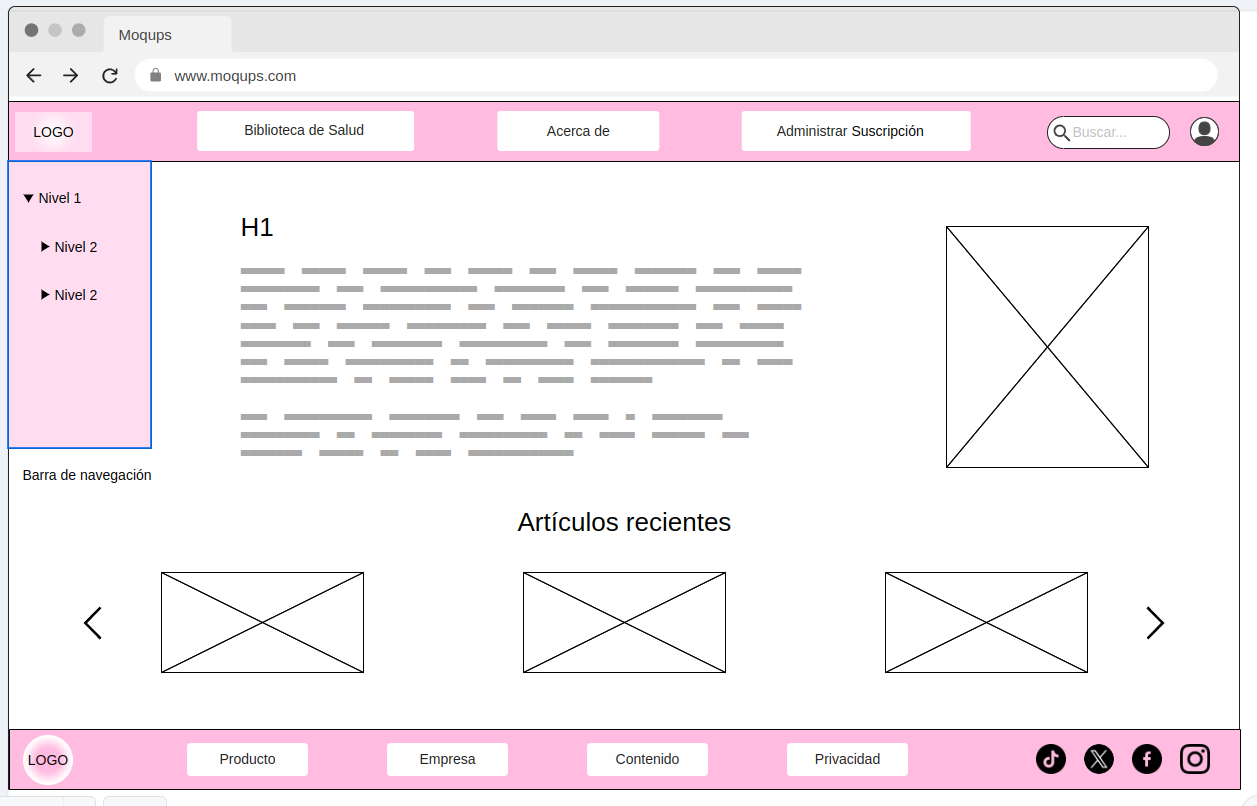 Moqups
www.moqups.com
LOGO
Biblioteca de Salud
Acerca de
Administrar Suscripción
Buscar...
Nivel 1
Nivel 2
Nivel 2
Barra de navegación
H1
Artículos recientes
LOGO
Producto
Empresa
Contenido
Privacidad